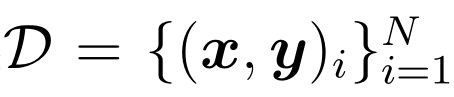 𝒟 = {(𝒙, 𝒚)ᵢ}ᵢ₌₁ᴺ